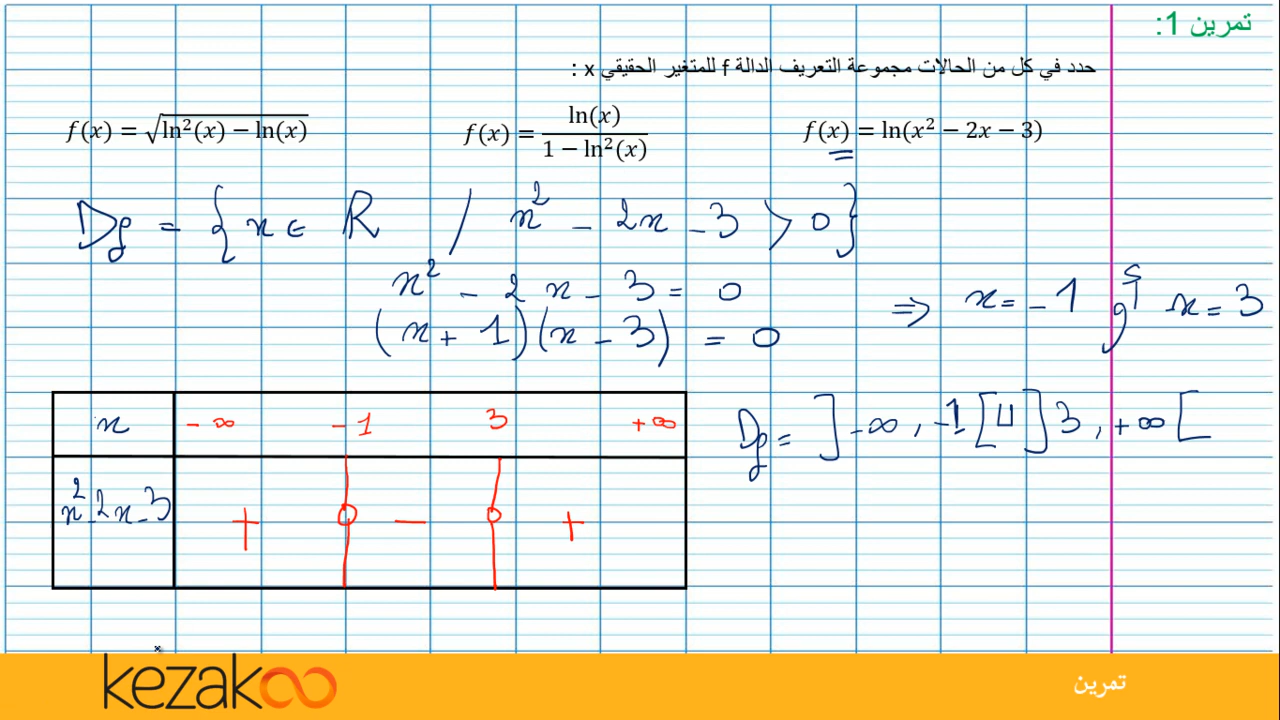 تمرين 1:
حدد في كل من الحالات مجموعة التعريف الدالة f للمتغير الحقيقي x :
f(x) = ln(x² − 2x − 3)
f(x) = ln(x) / (1 − ln²(x))
f(x) = √(ln²(x) − ln(x))
Df = { x ∈ R / x² − 2x − 3 > 0 }
x² − 2x − 3 = 0
(x + 1)(x − 3) = 0
⇒ x = −1 أو x = 3
x −∞ −1 3 +∞
x² − 2x − 3 + 0 − 0 +
Df = ]−∞ , −1[ ∪ ]3 , +∞[
kezakoo
تمرين